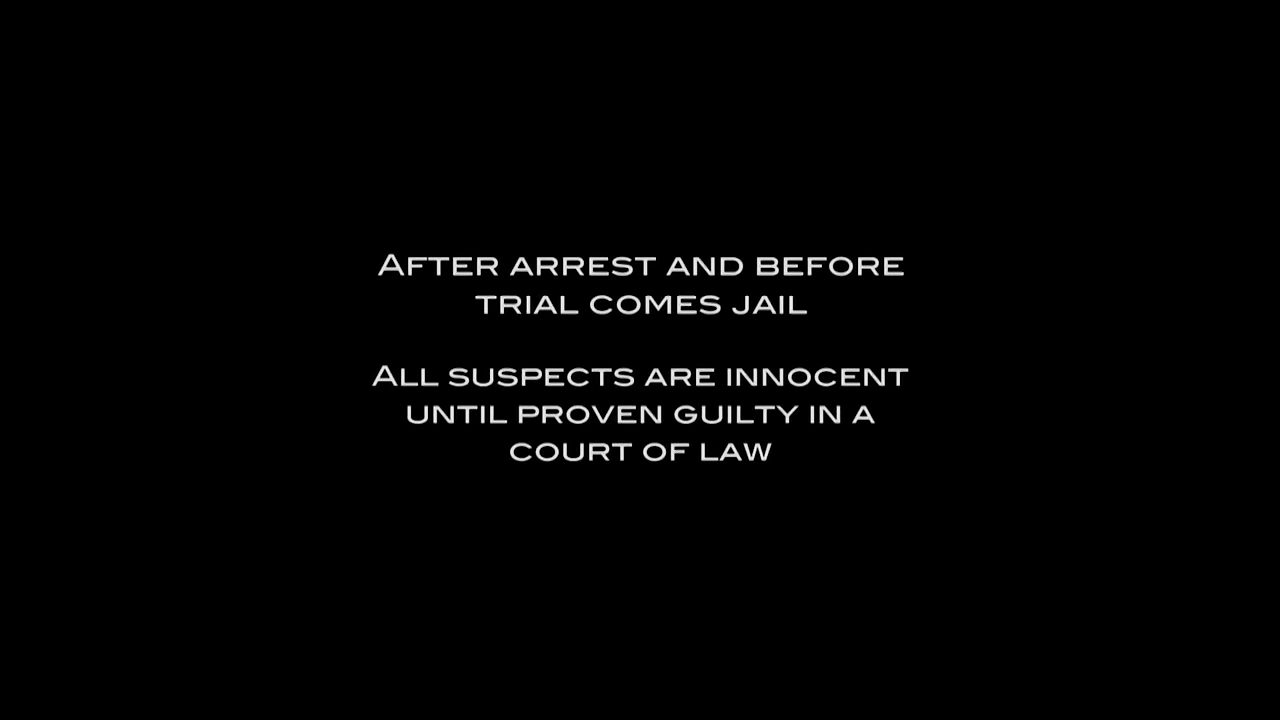 After arrest and before
trial comes jail
All suspects are innocent
until proven guilty in a
court of law